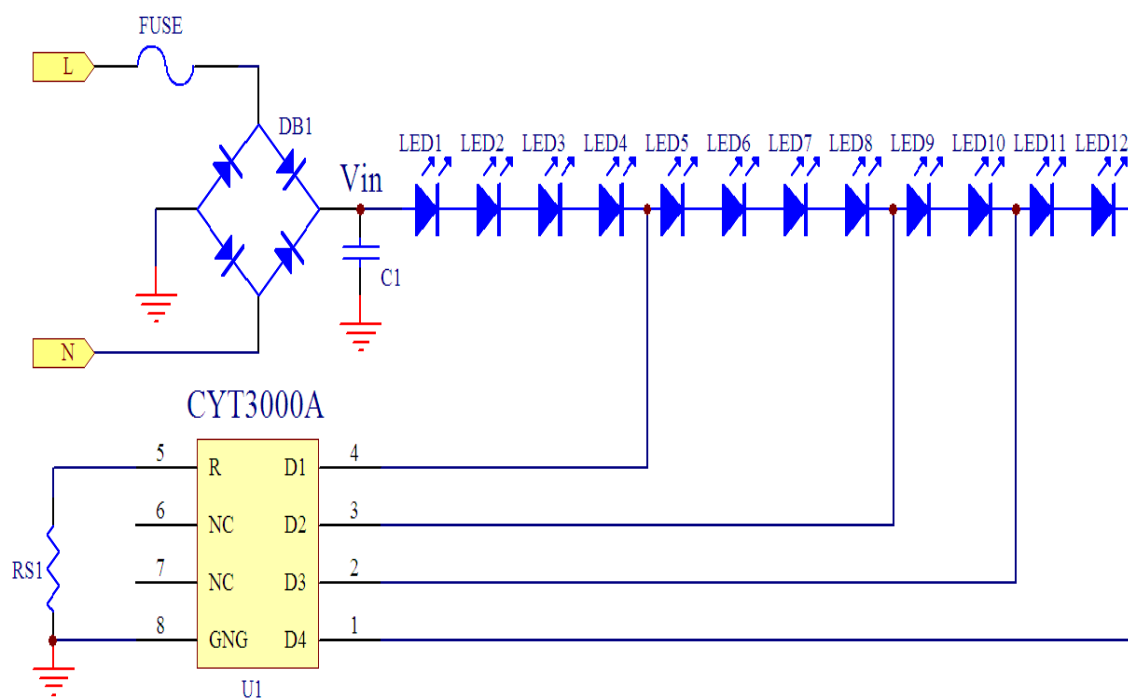 FUSE
L
DB1
LED1 LED2 LED3 LED4 LED5 LED6 LED7 LED8 LED9 LED10 LED11 LED12
Vin
C1
N
CYT3000A
5 R D1 4
6 NC D2 3
RS1
7 NC D3 2
8 GNG D4 1
U1